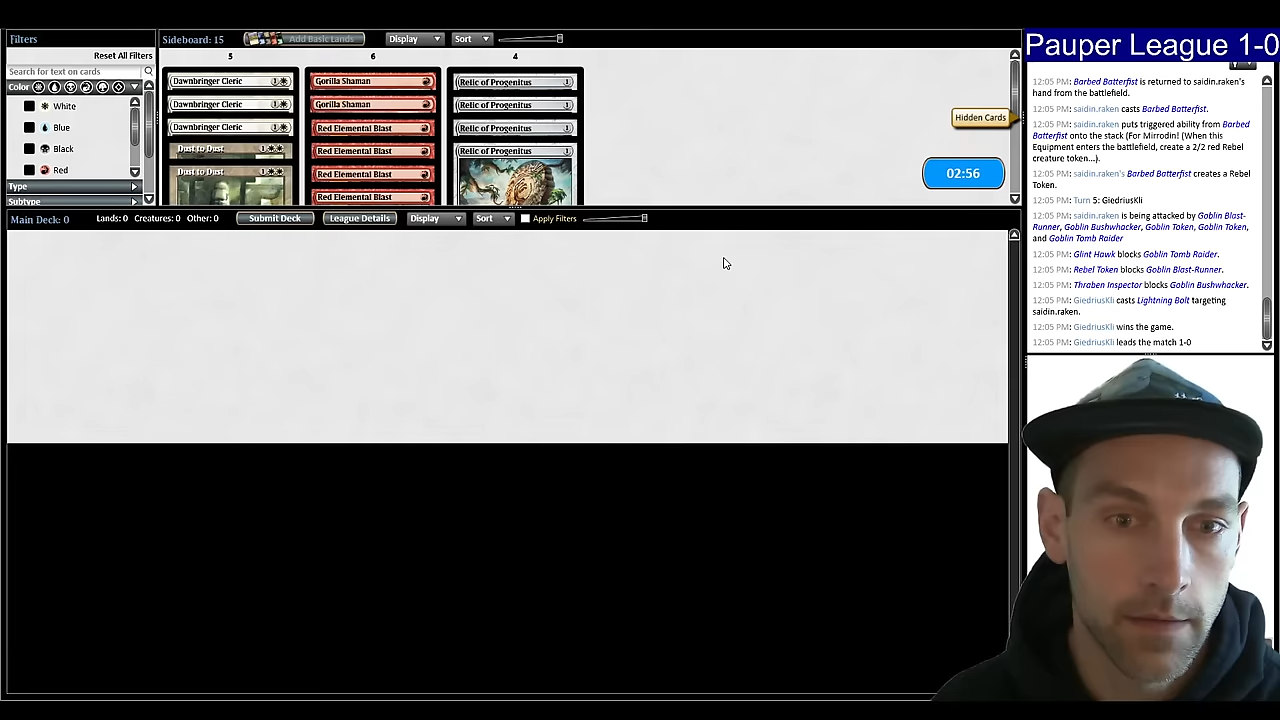 Filters
Reset All Filters
Search for text on cards
Color
White
Blue
Black
Red
Type
Subtype
Sideboard: 15
Add Basic Lands
Display
Sort
5
6
4
Dawnbringer Cleric
Dawnbringer Cleric
Dawnbringer Cleric
Dust to Dust
Dust to Dust
Gorilla Shaman
Gorilla Shaman
Red Elemental Blast
Red Elemental Blast
Red Elemental Blast
Red Elemental Blast
Relic of Progenitus
Relic of Progenitus
Relic of Progenitus
Relic of Progenitus
Hidden Cards
02:56
Main Deck: 0
Lands: 0 Creatures: 0 Other: 0
Submit Deck
League Details
Display
Sort
Apply Filters
Pauper League 1-0
12:05 PM: Barbed Batterfist is returned to saidin.raken's
hand from the battlefield.
12:05 PM: saidin.raken casts Barbed Batterfist.
12:05 PM: saidin.raken puts triggered ability from Barbed
Batterfist onto the stack (For Mirrodin! (When this
Equipment enters the battlefield, create a 2/2 red Rebel
creature token...).
12:05 PM: saidin.raken's Barbed Batterfist creates a Rebel
Token.
12:05 PM: Turn 5: GiedriusKli
12:05 PM: saidin.raken is being attacked by Goblin Blast-
Runner, Goblin Bushwhacker, Goblin Token, Goblin Token,
and Goblin Tomb Raider
12:05 PM: Glint Hawk blocks Goblin Tomb Raider.
12:05 PM: Rebel Token blocks Goblin Blast-Runner.
12:05 PM: Thraben Inspector blocks Goblin Bushwhacker.
12:05 PM: GiedriusKli casts Lightning Bolt targeting
saidin.raken.
12:05 PM: GiedriusKli wins the game.
12:05 PM: GiedriusKli leads the match 1-0